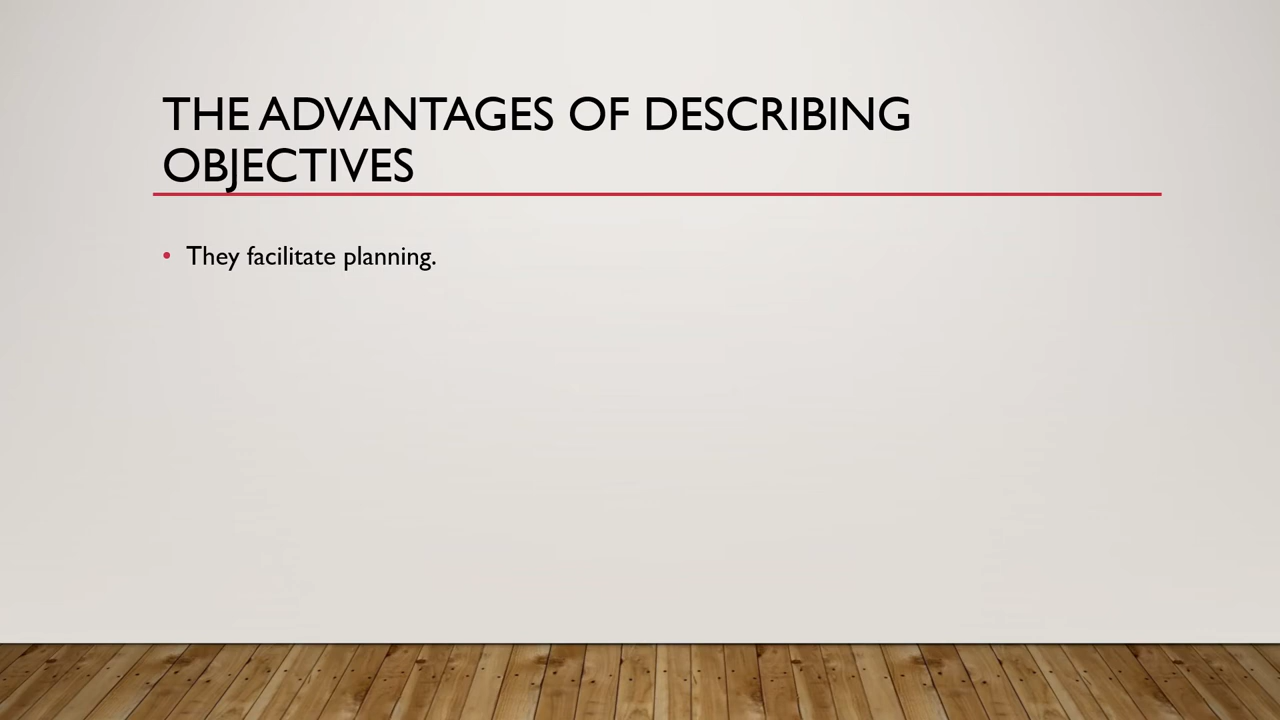 THE ADVANTAGES OF DESCRIBING
OBJECTIVES
• They facilitate planning.